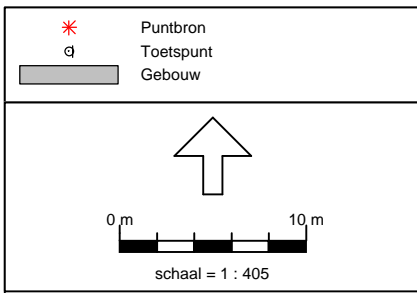 Puntbron
Toetspunt
Gebouw
0 m 10 m
schaal = 1 : 405